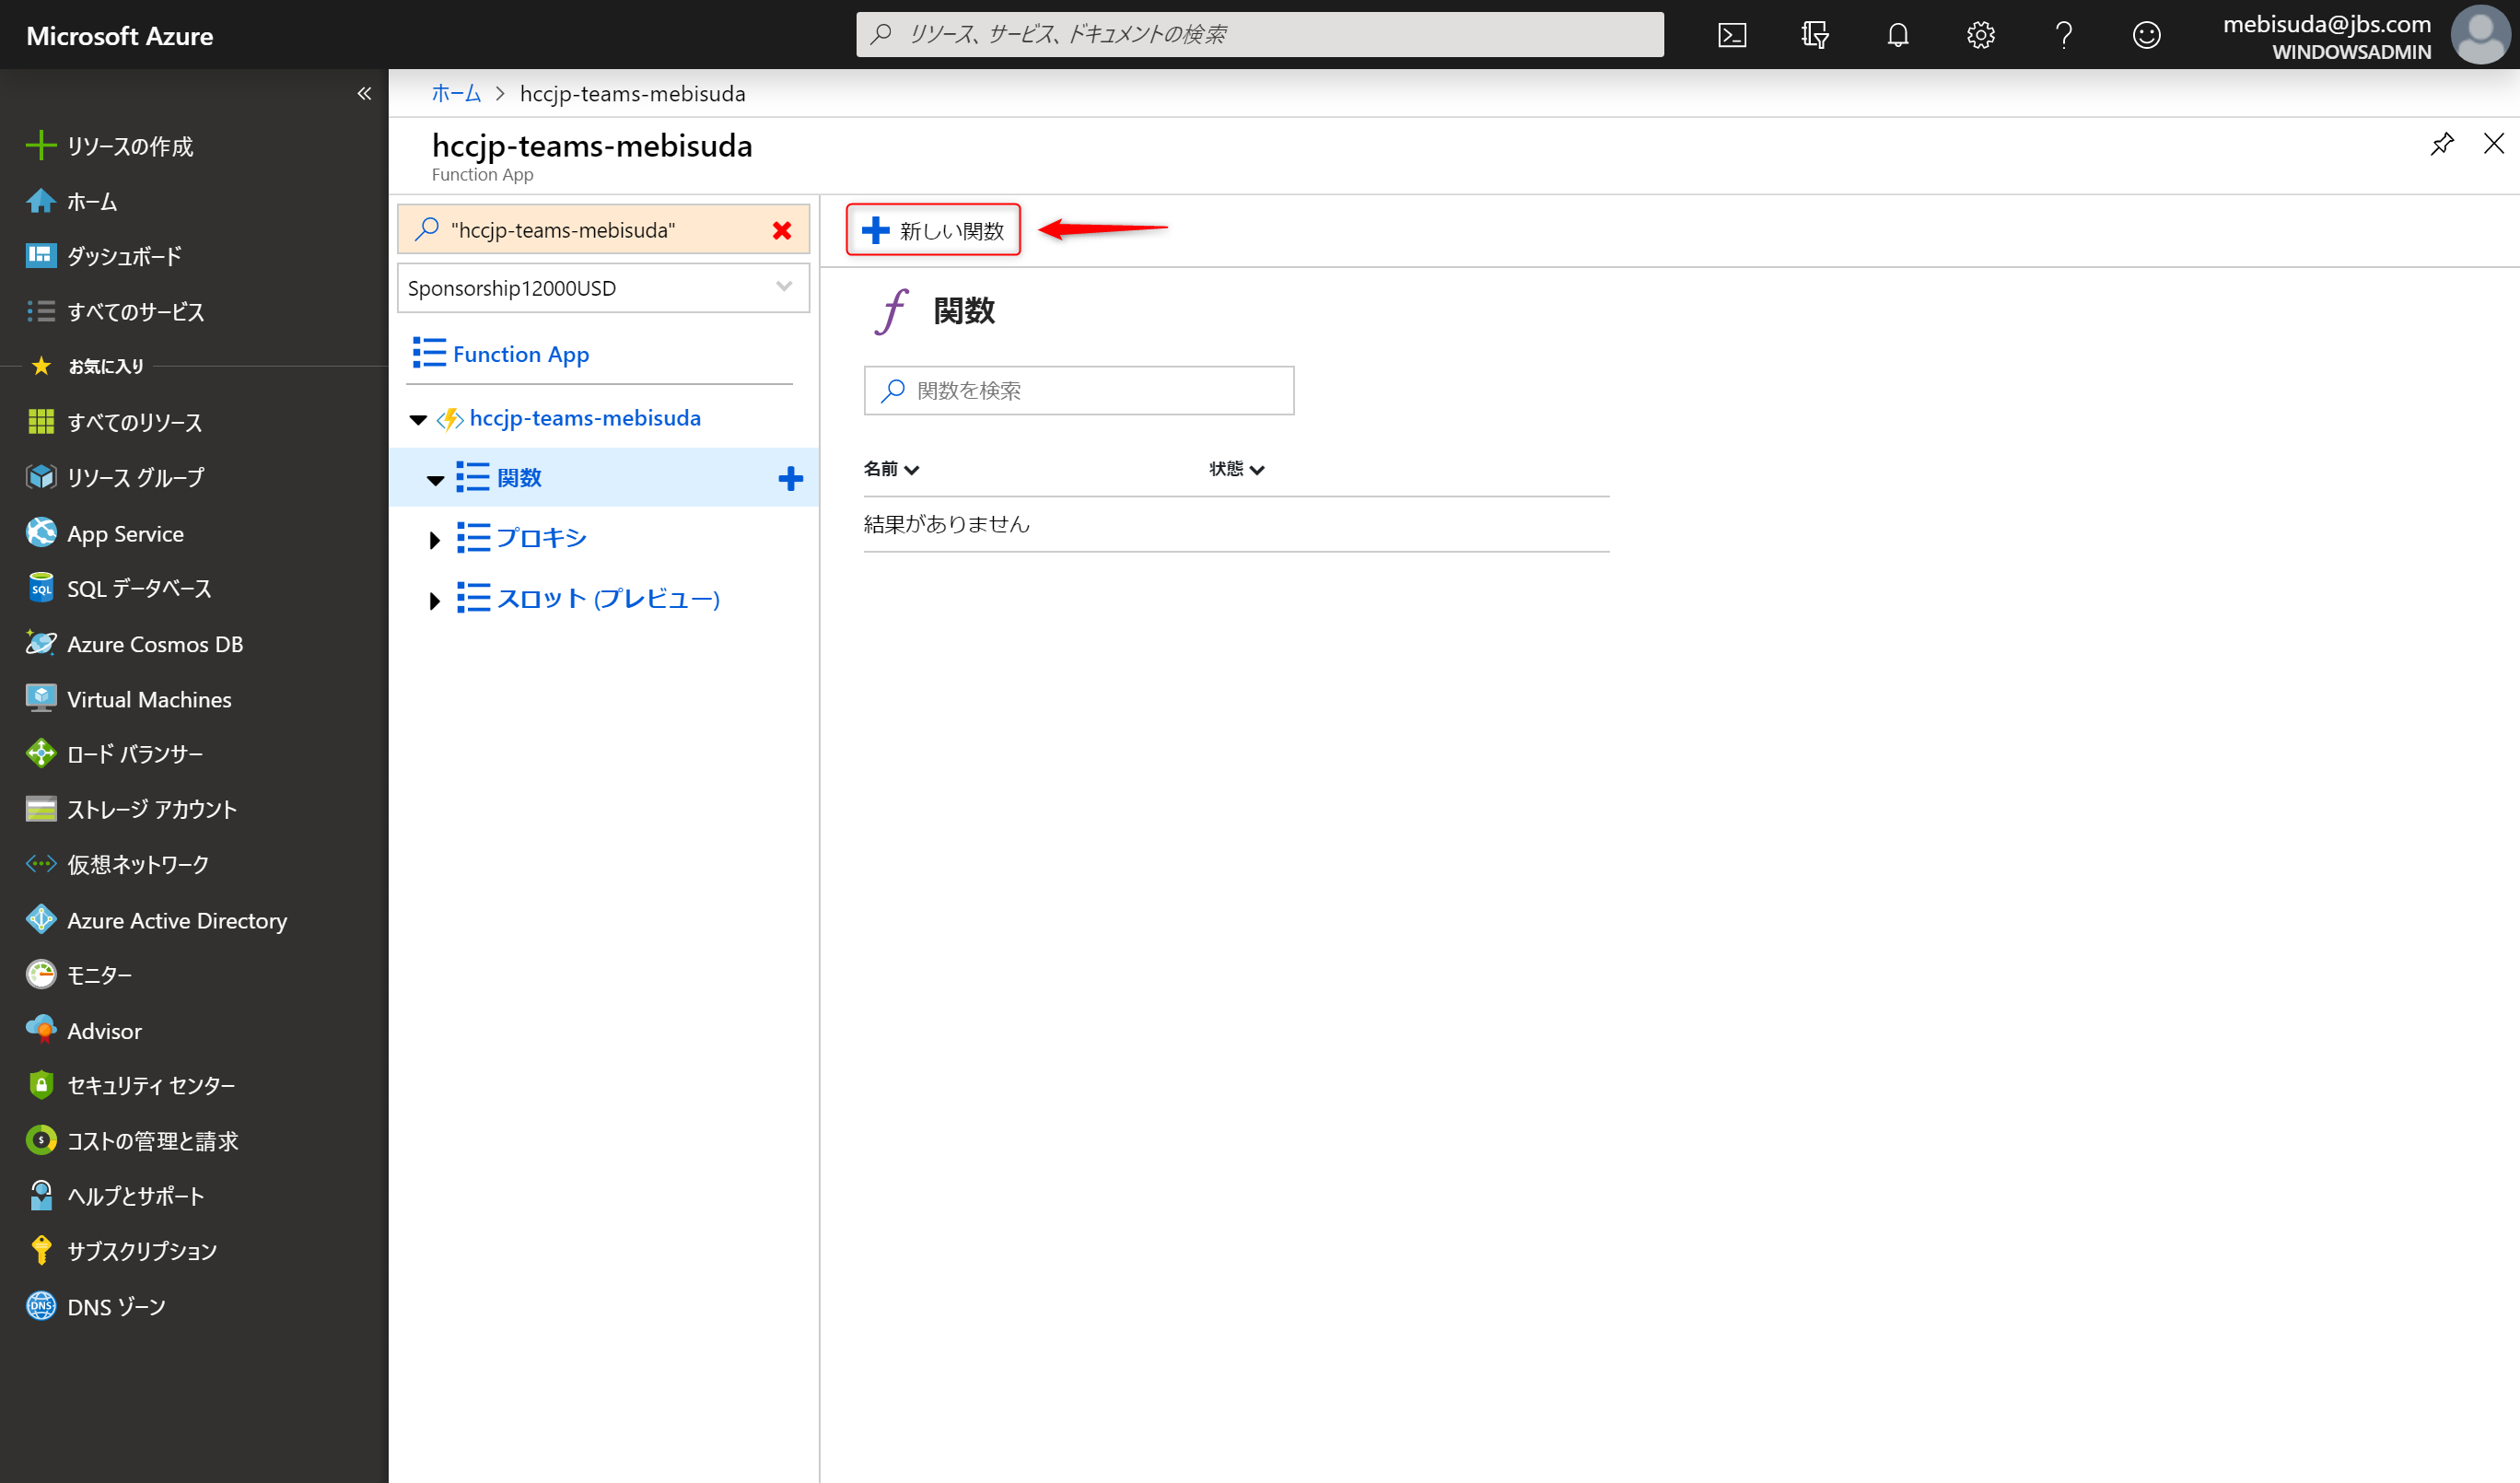 Microsoft Azure
リソース、サービス、ドキュメントの検索
mebisuda@jbs.com
WINDOWSADMIN
リソースの作成
ホーム
ダッシュボード
すべてのサービス
お気に入り
すべてのリソース
リソース グループ
App Service
SQL データベース
Azure Cosmos DB
Virtual Machines
ロード バランサー
ストレージ アカウント
仮想ネットワーク
Azure Active Directory
モニター
Advisor
セキュリティ センター
コストの管理と請求
ヘルプとサポート
サブスクリプション
DNS ゾーン
ホーム > hccjp-teams-mebisuda
hccjp-teams-mebisuda
Function App
"hccjp-teams-mebisuda"
Sponsorship12000USD
Function App
hccjp-teams-mebisuda
関数
プロキシ
スロット (プレビュー)
新しい関数
関数
関数を検索
名前 状態
結果がありません